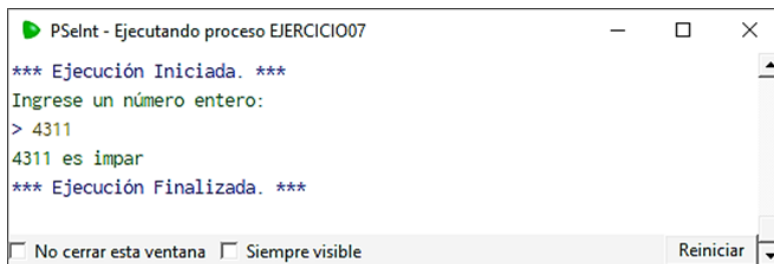 PSeInt - Ejecutando proceso EJERCICIO07
*** Ejecución Iniciada. ***
Ingrese un número entero:
> 4311
4311 es impar
*** Ejecución Finalizada. ***
No cerrar esta ventana Siempre visible Reiniciar